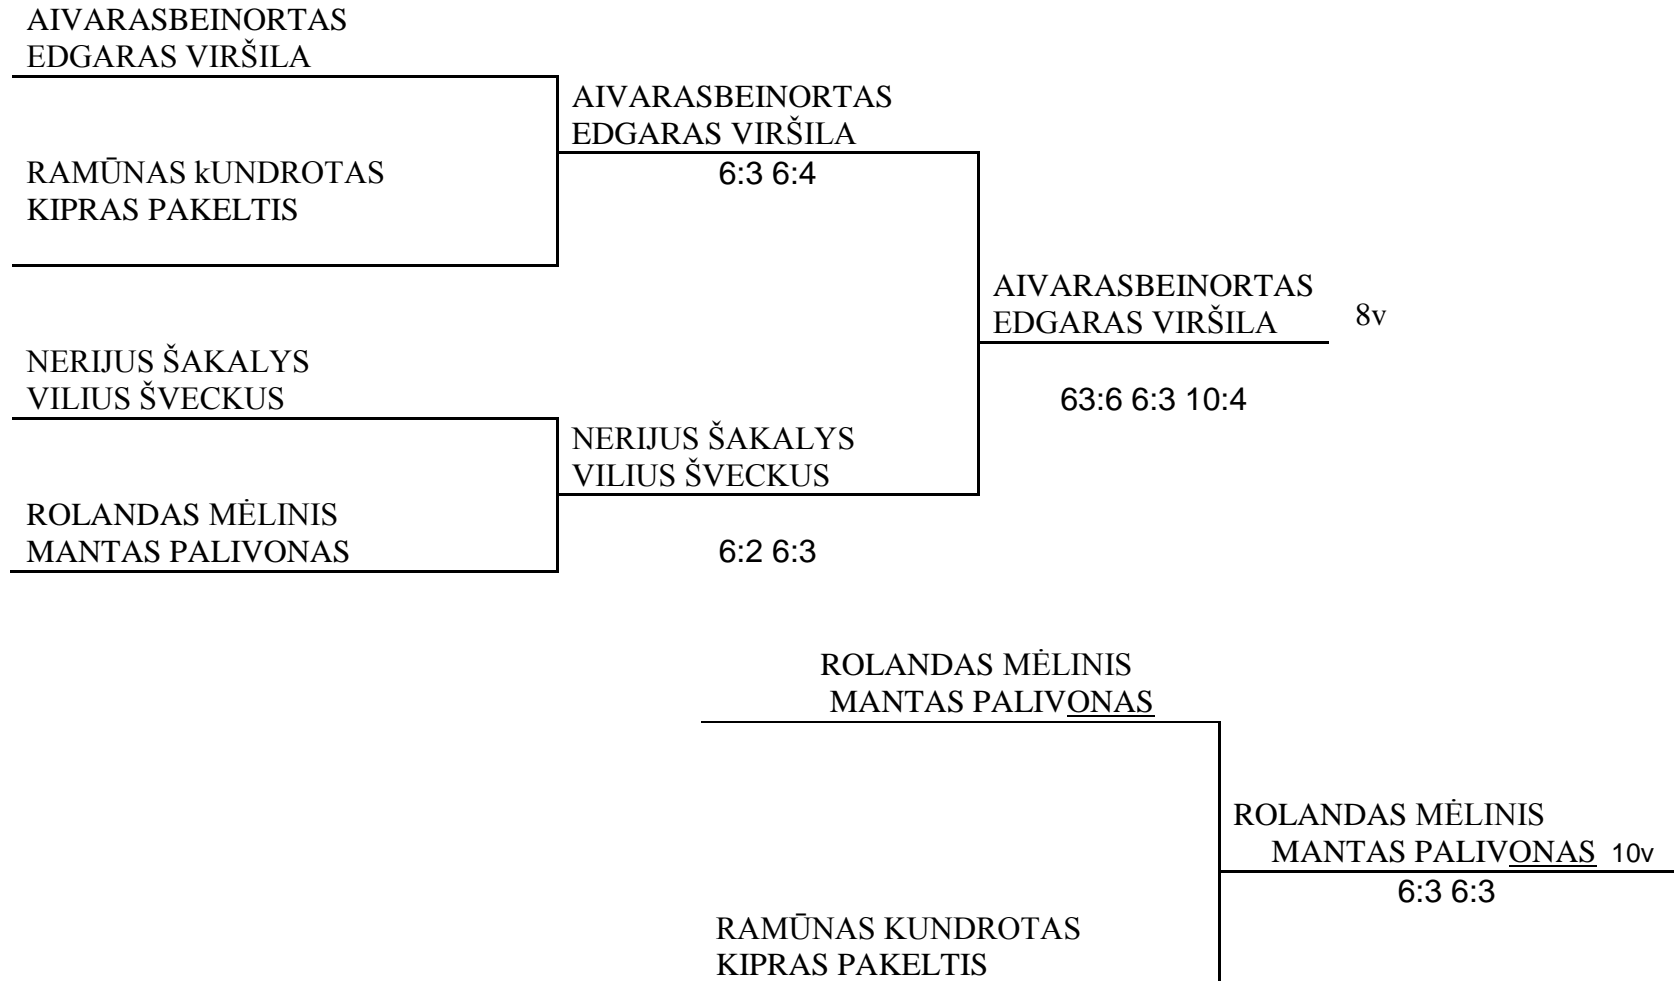 AIVARASBEINORTAS
EDGARAS VIRŠILA
AIVARASBEINORTAS
EDGARAS VIRŠILA
6:3 6:4
RAMŪNAS kUNDROTAS
KIPRAS PAKELTIS
AIVARASBEINORTAS
EDGARAS VIRŠILA 8v
63:6 6:3 10:4
NERIJUS ŠAKALYS
VILIUS ŠVECKUS
NERIJUS ŠAKALYS
VILIUS ŠVECKUS
6:2 6:3
ROLANDAS MĖLINIS
MANTAS PALIVONAS
ROLANDAS MĖLINIS
MANTAS PALIVONAS
ROLANDAS MĖLINIS
MANTAS PALIVONAS 10v
6:3 6:3
RAMŪNAS KUNDROTAS
KIPRAS PAKELTIS